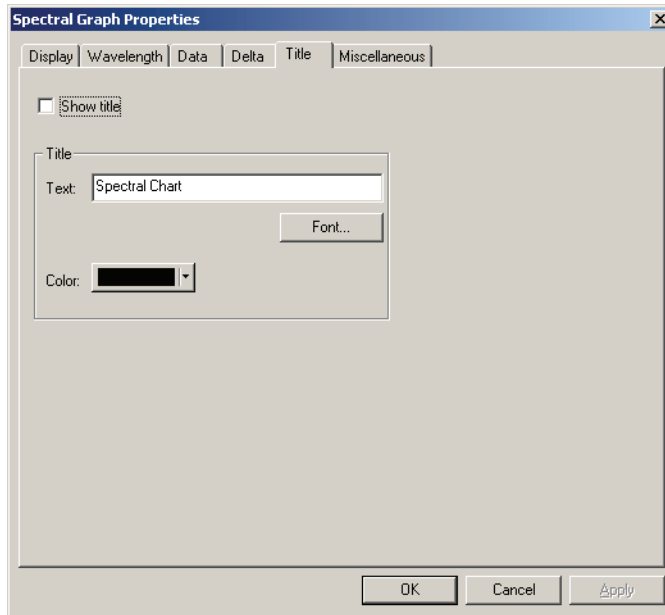 Spectral Graph Properties
Display Wavelength Data Delta Title Miscellaneous
Show title
Title
Text: Spectral Chart
Font...
Color:
OK Cancel Apply